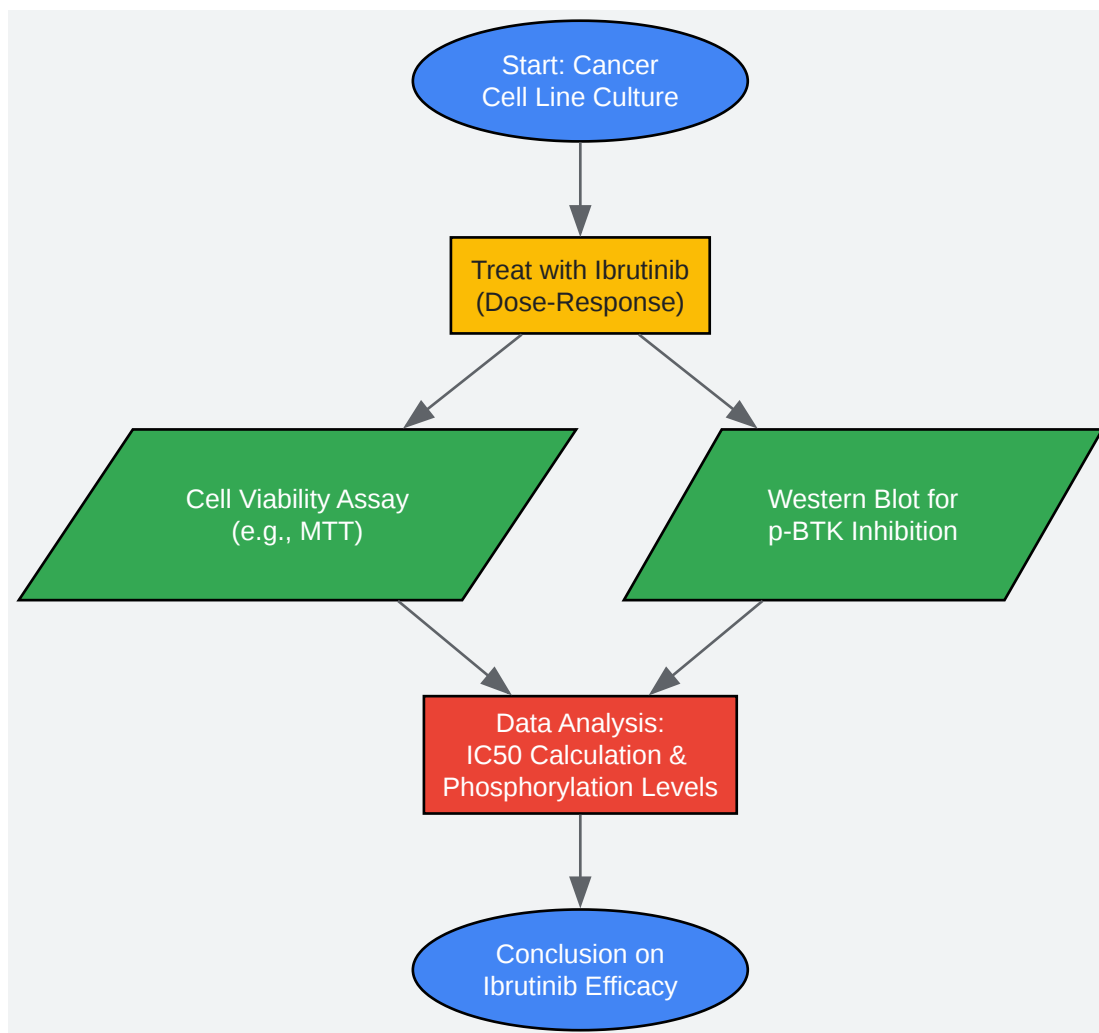 Start: Cancer
Cell Line Culture
Treat with Ibrutinib
(Dose-Response)
Cell Viability Assay
(e.g., MTT)
Western Blot for
p-BTK Inhibition
Data Analysis:
IC50 Calculation &
Phosphorylation Levels
Conclusion on
Ibrutinib Efficacy